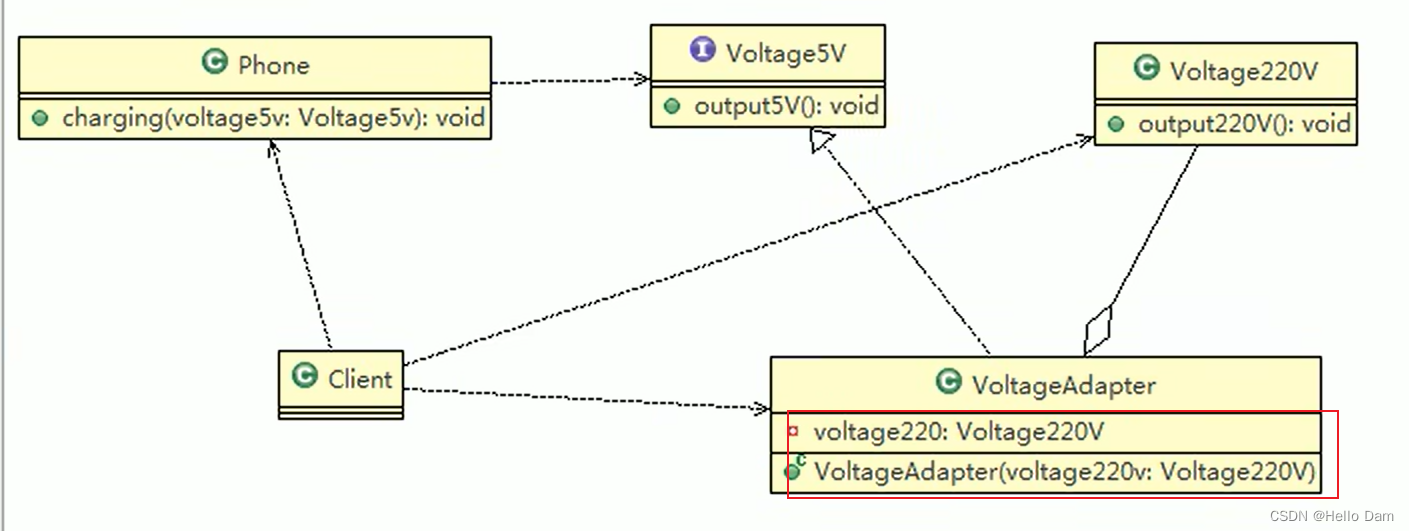 Phone
charging(voltage5v: Voltage5v): void
Voltage5V
output5V(): void
Voltage220V
output220V(): void
Client
VoltageAdapter
voltage220: Voltage220V
VoltageAdapter(voltage220v: Voltage220V)
CSDN @Hello Dam